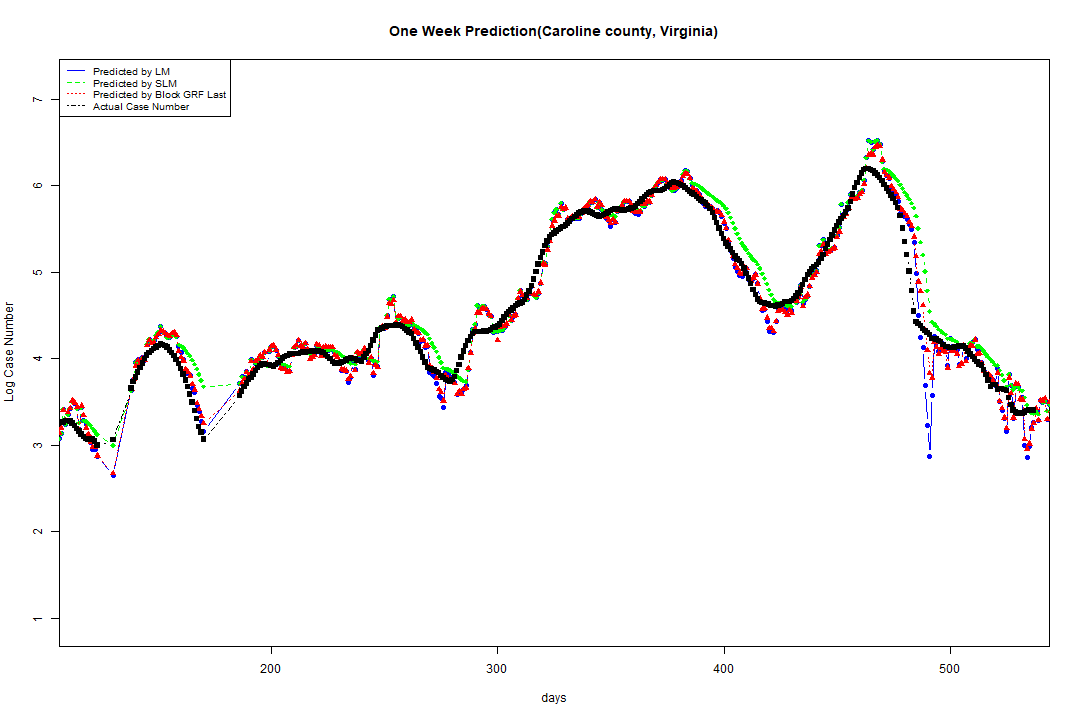 One Week Prediction(Caroline county, Virginia)
Predicted by LM
Predicted by SLM
Predicted by Block GRF Last
Actual Case Number
7
6
5
4
3
2
1
Log Case Number
200 300 400 500
days